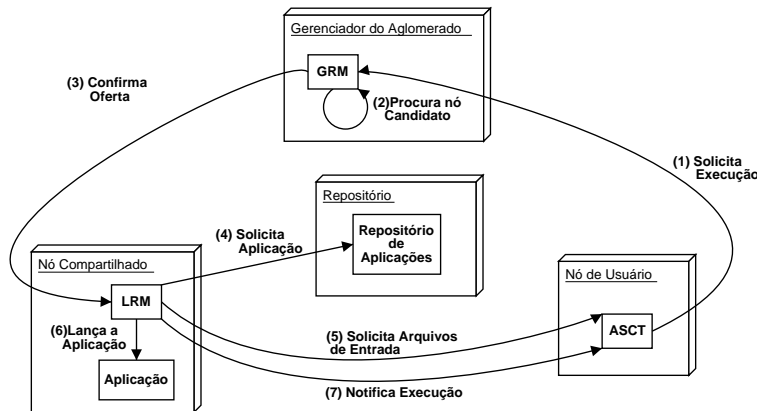 Gerenciador do Aglomerado
GRM
(2)Procura nó
Candidato
(3) Confirma
Oferta
(1) Solicita
Execução
Repositório
Repositório
de
Aplicações
(4) Solicita
Aplicação
Nó Compartilhado
LRM
(6)Lança a
Aplicação
Aplicação
Nó de Usuário
ASCT
(5) Solicita Arquivos
de Entrada
(7) Notifica Execução